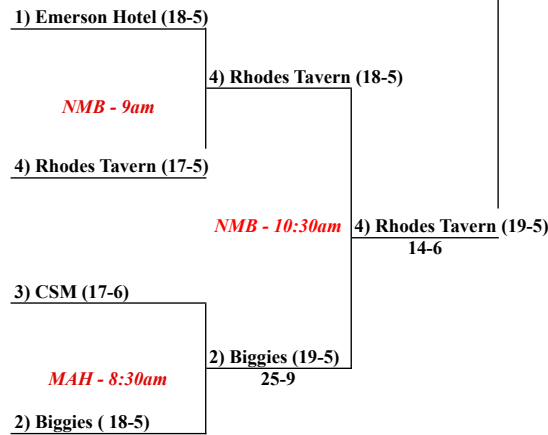 1) Emerson Hotel (18-5)
4) Rhodes Tavern (18-5)
NMB - 9am
4) Rhodes Tavern (17-5)
NMB - 10:30am
4) Rhodes Tavern (19-5)
14-6
3) CSM (17-6)
2) Biggies (19-5)
25-9
MAH - 8:30am
2) Biggies ( 18-5)